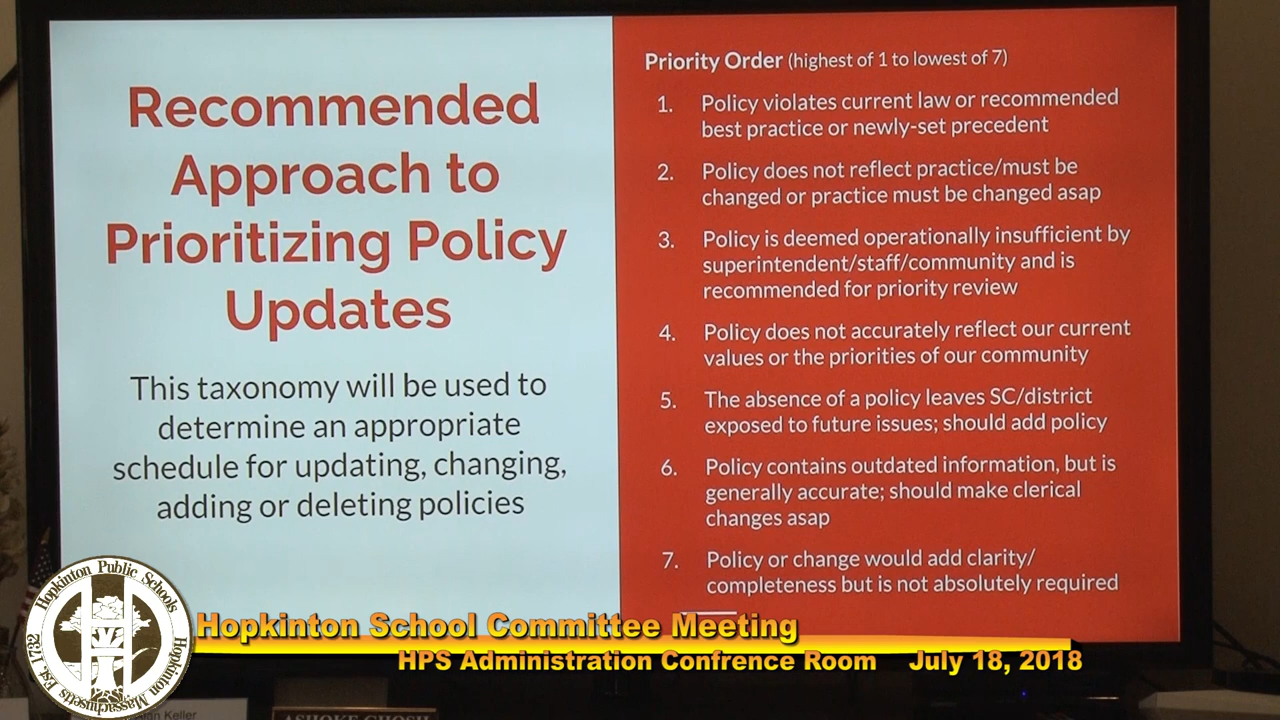 Recommended
Approach to
Prioritizing Policy
Updates
This taxonomy will be used to
determine an appropriate
schedule for updating, changing,
adding or deleting policies
Priority Order (highest of 1 to lowest of 7)
1. Policy violates current law or recommended
best practice or newly-set precedent
2. Policy does not reflect practice/must be
changed or practice must be changed asap
3. Policy is deemed operationally insufficient by
superintendent/staff/community and is
recommended for priority review
4. Policy does not accurately reflect our current
values or the priorities of our community
5. The absence of a policy leaves SC/district
exposed to future issues; should add policy
6. Policy contains outdated information, but is
generally accurate; should make clerical
changes asap
7. Policy or change would add clarity/
completeness but is not absolutely required
Hopkinton Public Schools
Hopkinton Massachusetts Est. 1782
Hopkinton School Committee Meeting
HPS Administration Confrence Room July 18, 2018
Keller
ASHOKE GHOSH